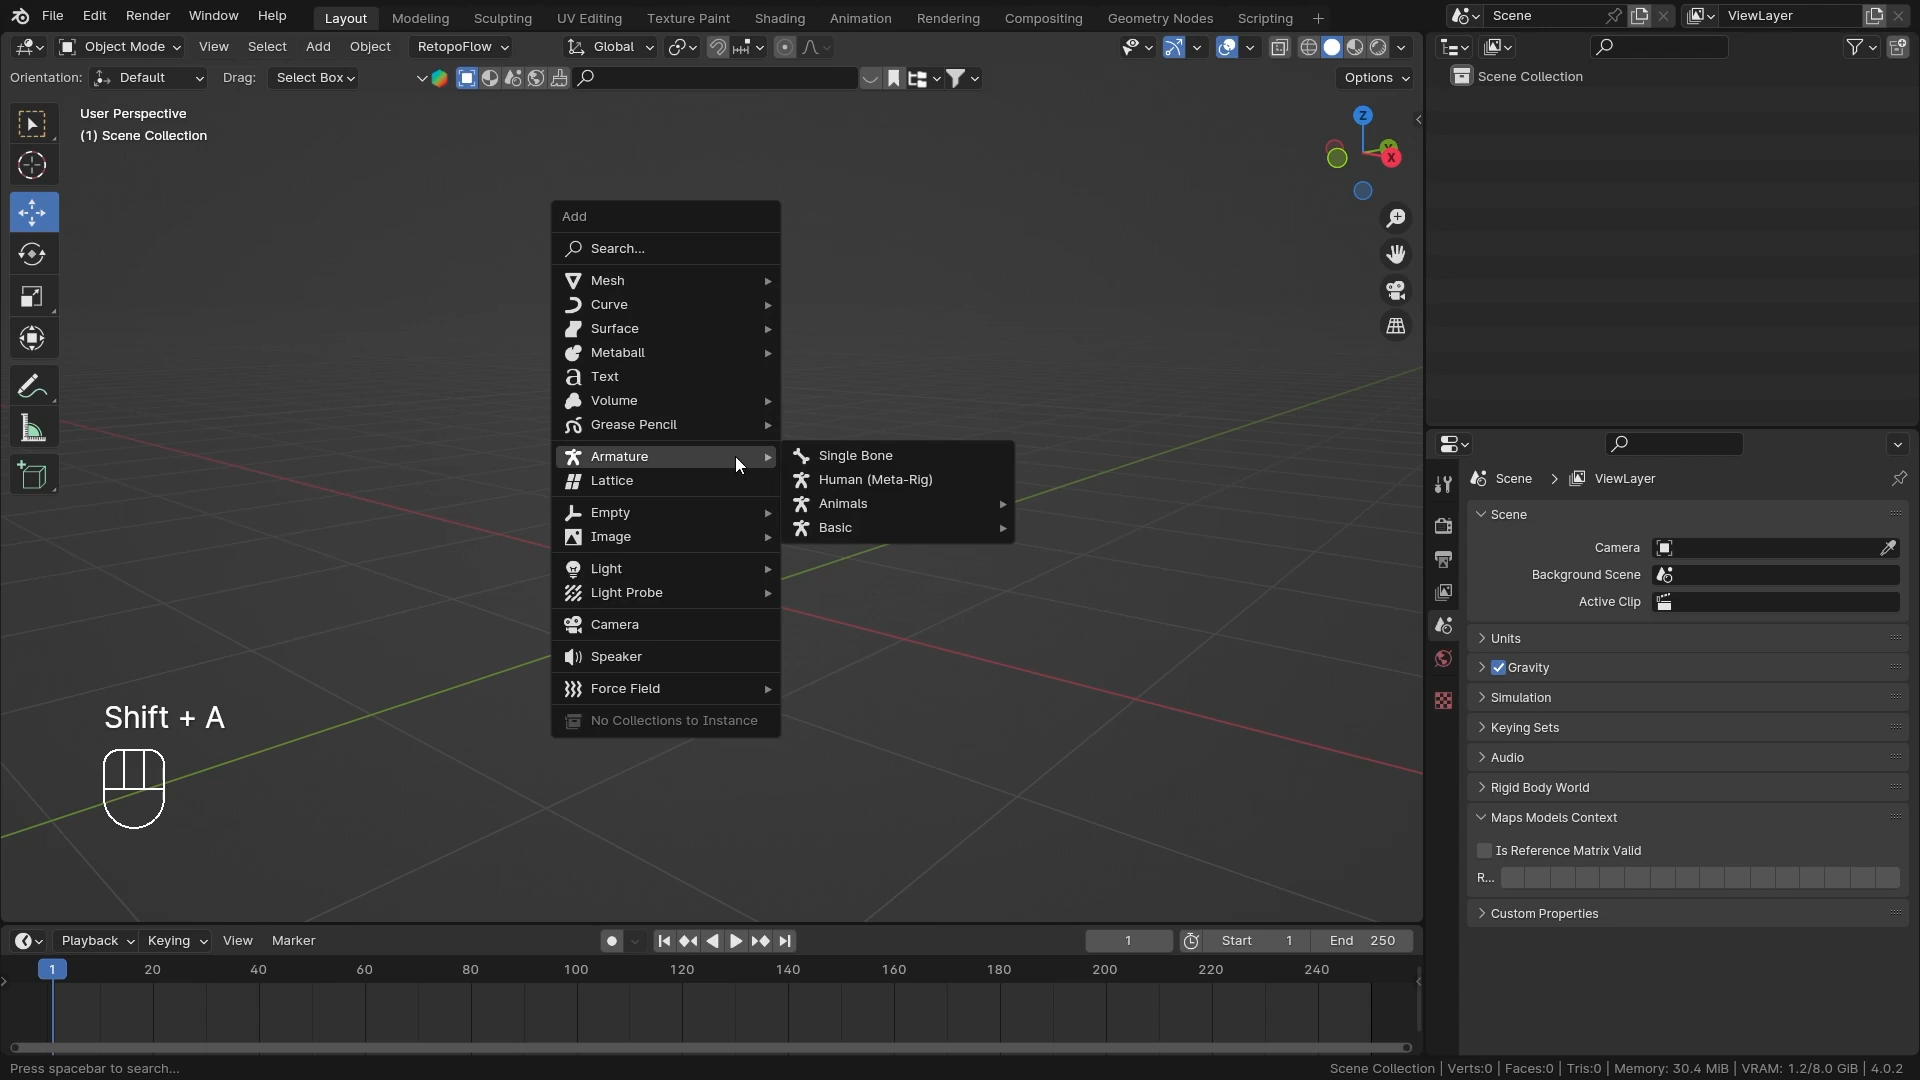 File Edit Render Window Help Layout Modeling Sculpting UV Editing Texture Paint Shading Animation Rendering Compositing Geometry Nodes Scripting + Scene ViewLayer
Object Mode View Select Add Object RetopoFlow Global
Orientation: Default Drag: Select Box Options
Scene Collection
User Perspective
(1) Scene Collection
Z
Y
X
Add
Search...
Mesh
Curve
Surface
Metaball
Text
Volume
Grease Pencil
Armature
Lattice
Empty
Image
Light
Light Probe
Camera
Speaker
Force Field
No Collections to Instance
Single Bone
Human (Meta-Rig)
Animals
Basic
Shift + A
Scene > ViewLayer
Scene
Camera
Background Scene
Active Clip
Units
Gravity
Simulation
Keying Sets
Audio
Rigid Body World
Maps Models Context
Is Reference Matrix Valid
R...
Custom Properties
Playback Keying View Marker 1 Start 1 End 250
1 20 40 60 80 100 120 140 160 180 200 220 240
Press spacebar to search...
Scene Collection | Verts:0 | Faces:0 | Tris:0 | Memory: 30.4 MiB | VRAM: 1.2/8.0 GiB | 4.0.2